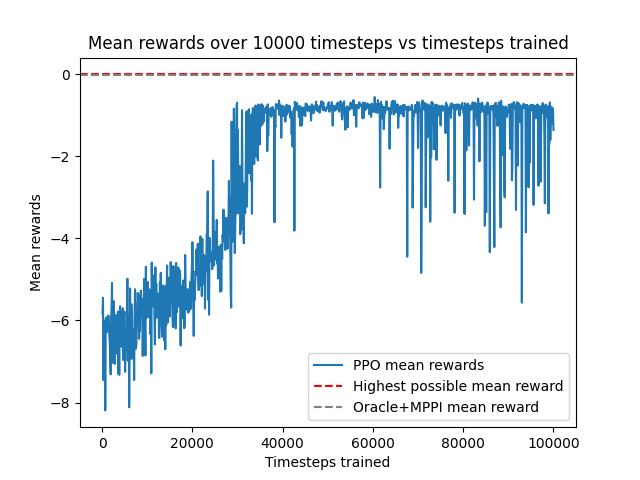 Mean rewards over 10000 timesteps vs timesteps trained
0
−2
−4
−6
−8
Mean rewards
PPO mean rewards
Highest possible mean reward
Oracle+MPPI mean reward
0 20000 40000 60000 80000 100000
Timesteps trained